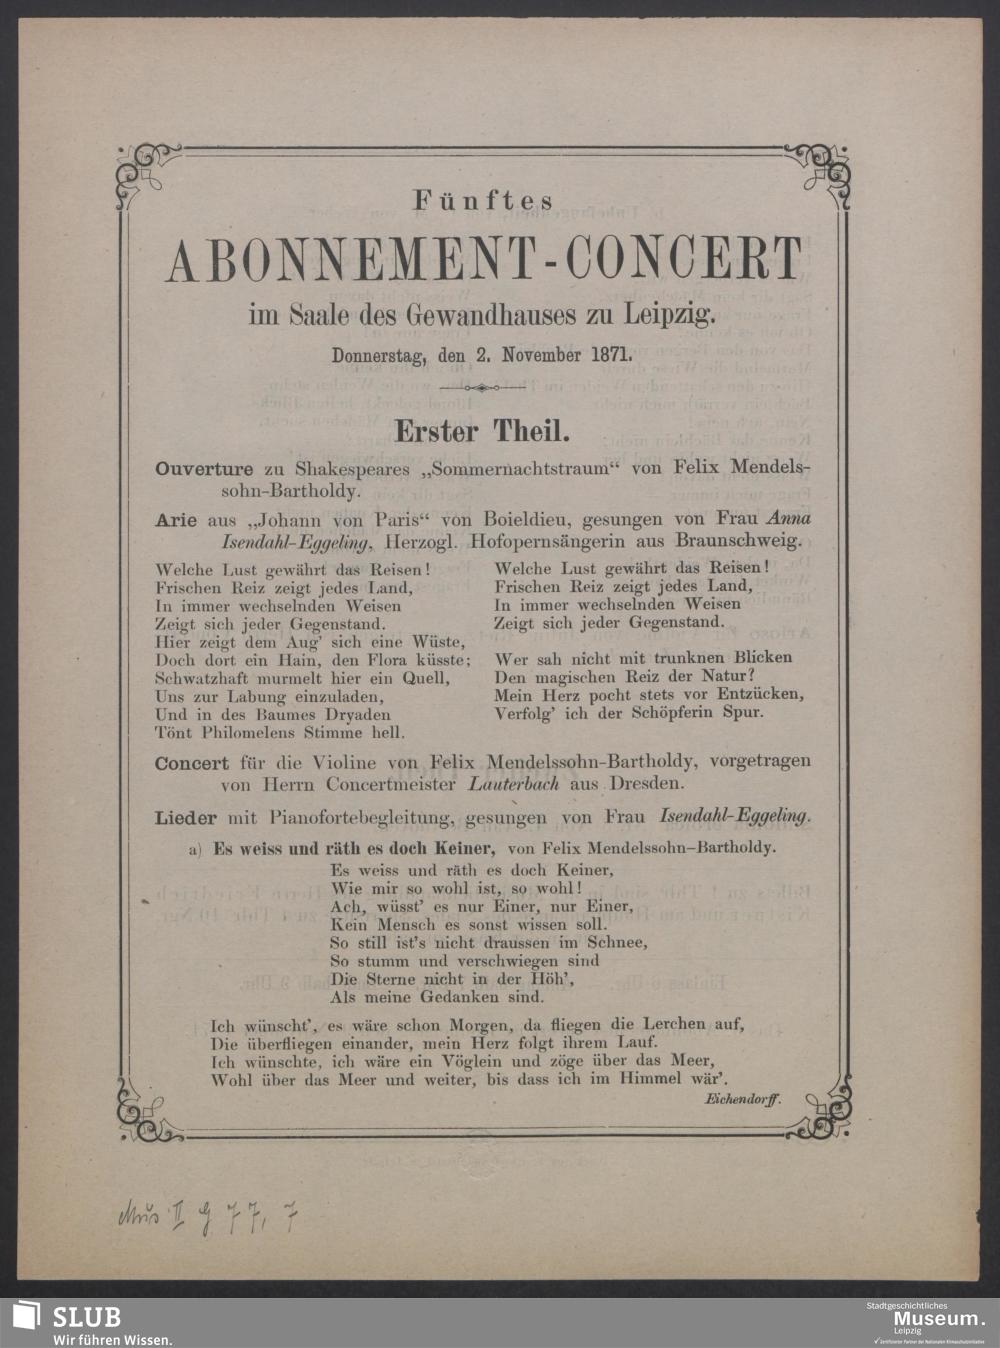 Fünftes
ABONNEMENT-CONCERT
im Saale des Gewandhauses zu Leipzig.
Donnerstag, den 2. November 1871.
Erster Theil.
Ouverture zu Shakespeares „Sommernachtstraum“ von Felix Mendels-
sohn-Bartholdy.
Arie aus „Johann von Paris“ von Boieldieu, gesungen von Frau Anna
Isendahl-Eggeling, Herzogl. Hofopernsängerin aus Braunschweig.
Welche Lust gewährt das Reisen!
Frischen Reiz zeigt jedes Land,
In immer wechselnden Weisen
Zeigt sich jeder Gegenstand.
Hier zeigt dem Aug' sich eine Wüste,
Doch dort ein Hain, den Flora küsste;
Schwatzhaft murmelt hier ein Quell,
Uns zur Labung einzuladen,
Und in des Baumes Dryaden
Tönt Philomelens Stimme hell.
Welche Lust gewährt das Reisen!
Frischen Reiz zeigt jedes Land,
In immer wechselnden Weisen
Zeigt sich jeder Gegenstand.
Wer sah nicht mit trunknen Blicken
Den magischen Reiz der Natur?
Mein Herz pocht stets vor Entzücken,
Verfolg' ich der Schöpferin Spur.
Concert für die Violine von Felix Mendelssohn-Bartholdy, vorgetragen
von Herrn Concertmeister Lauterbach aus Dresden.
Lieder mit Pianofortebegleitung, gesungen von Frau Isendahl-Eggeling.
a) Es weiss und räth es doch Keiner, von Felix Mendelssohn-Bartholdy.
Es weiss und räth es doch Keiner,
Wie mir so wohl ist, so wohl!
Ach, wüsst' es nur Einer, nur Einer,
Kein Mensch es sonst wissen soll.
So still ist's nicht draussen im Schnee,
So stumm und verschwiegen sind
Die Sterne nicht in der Höh',
Als meine Gedanken sind.
Ich wünscht', es wäre schon Morgen, da fliegen die Lerchen auf,
Die überfliegen einander, mein Herz folgt ihrem Lauf.
Ich wünschte, ich wäre ein Vöglein und zöge über das Meer,
Wohl über das Meer und weiter, bis dass ich im Himmel wär'.
Eichendorff.
Mus II G 77, 7
SLUB
Wir führen Wissen.
Stadtgeschichtliches
Museum.
Leipzig
Zertifizierter Partner der Nationalen Klimaschutzinitiative